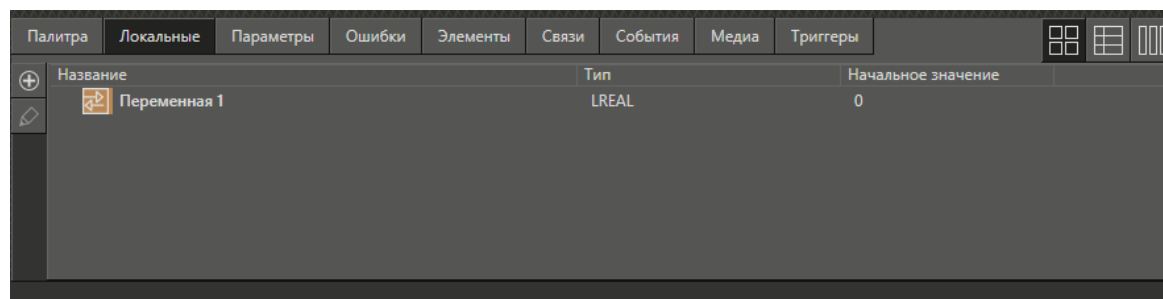 Палитра Локальные Параметры Ошибки Элементы Связи События Медиа Триггеры
Название Тип Начальное значение
Переменная 1 LREAL 0